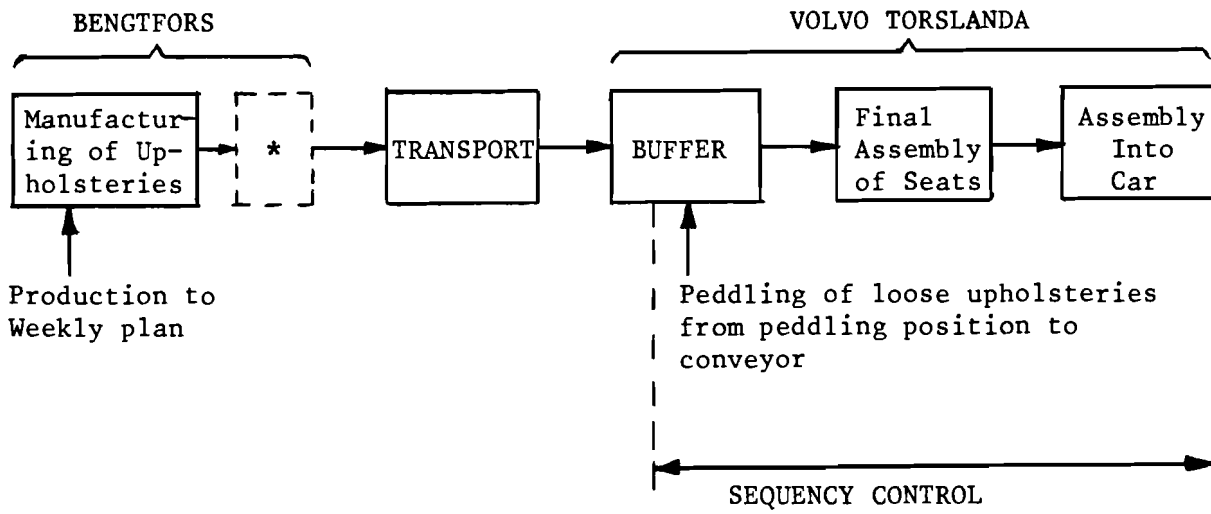 BENGTFORS
VOLVO TORSLANDA
Manufactur-
ing of Up-
holsteries
*
TRANSPORT
BUFFER
Final
Assembly
of Seats
Assembly
Into
Car
Production to
Weekly plan
Peddling of loose upholsteries
from peddling position to
conveyor
SEQUENCY CONTROL